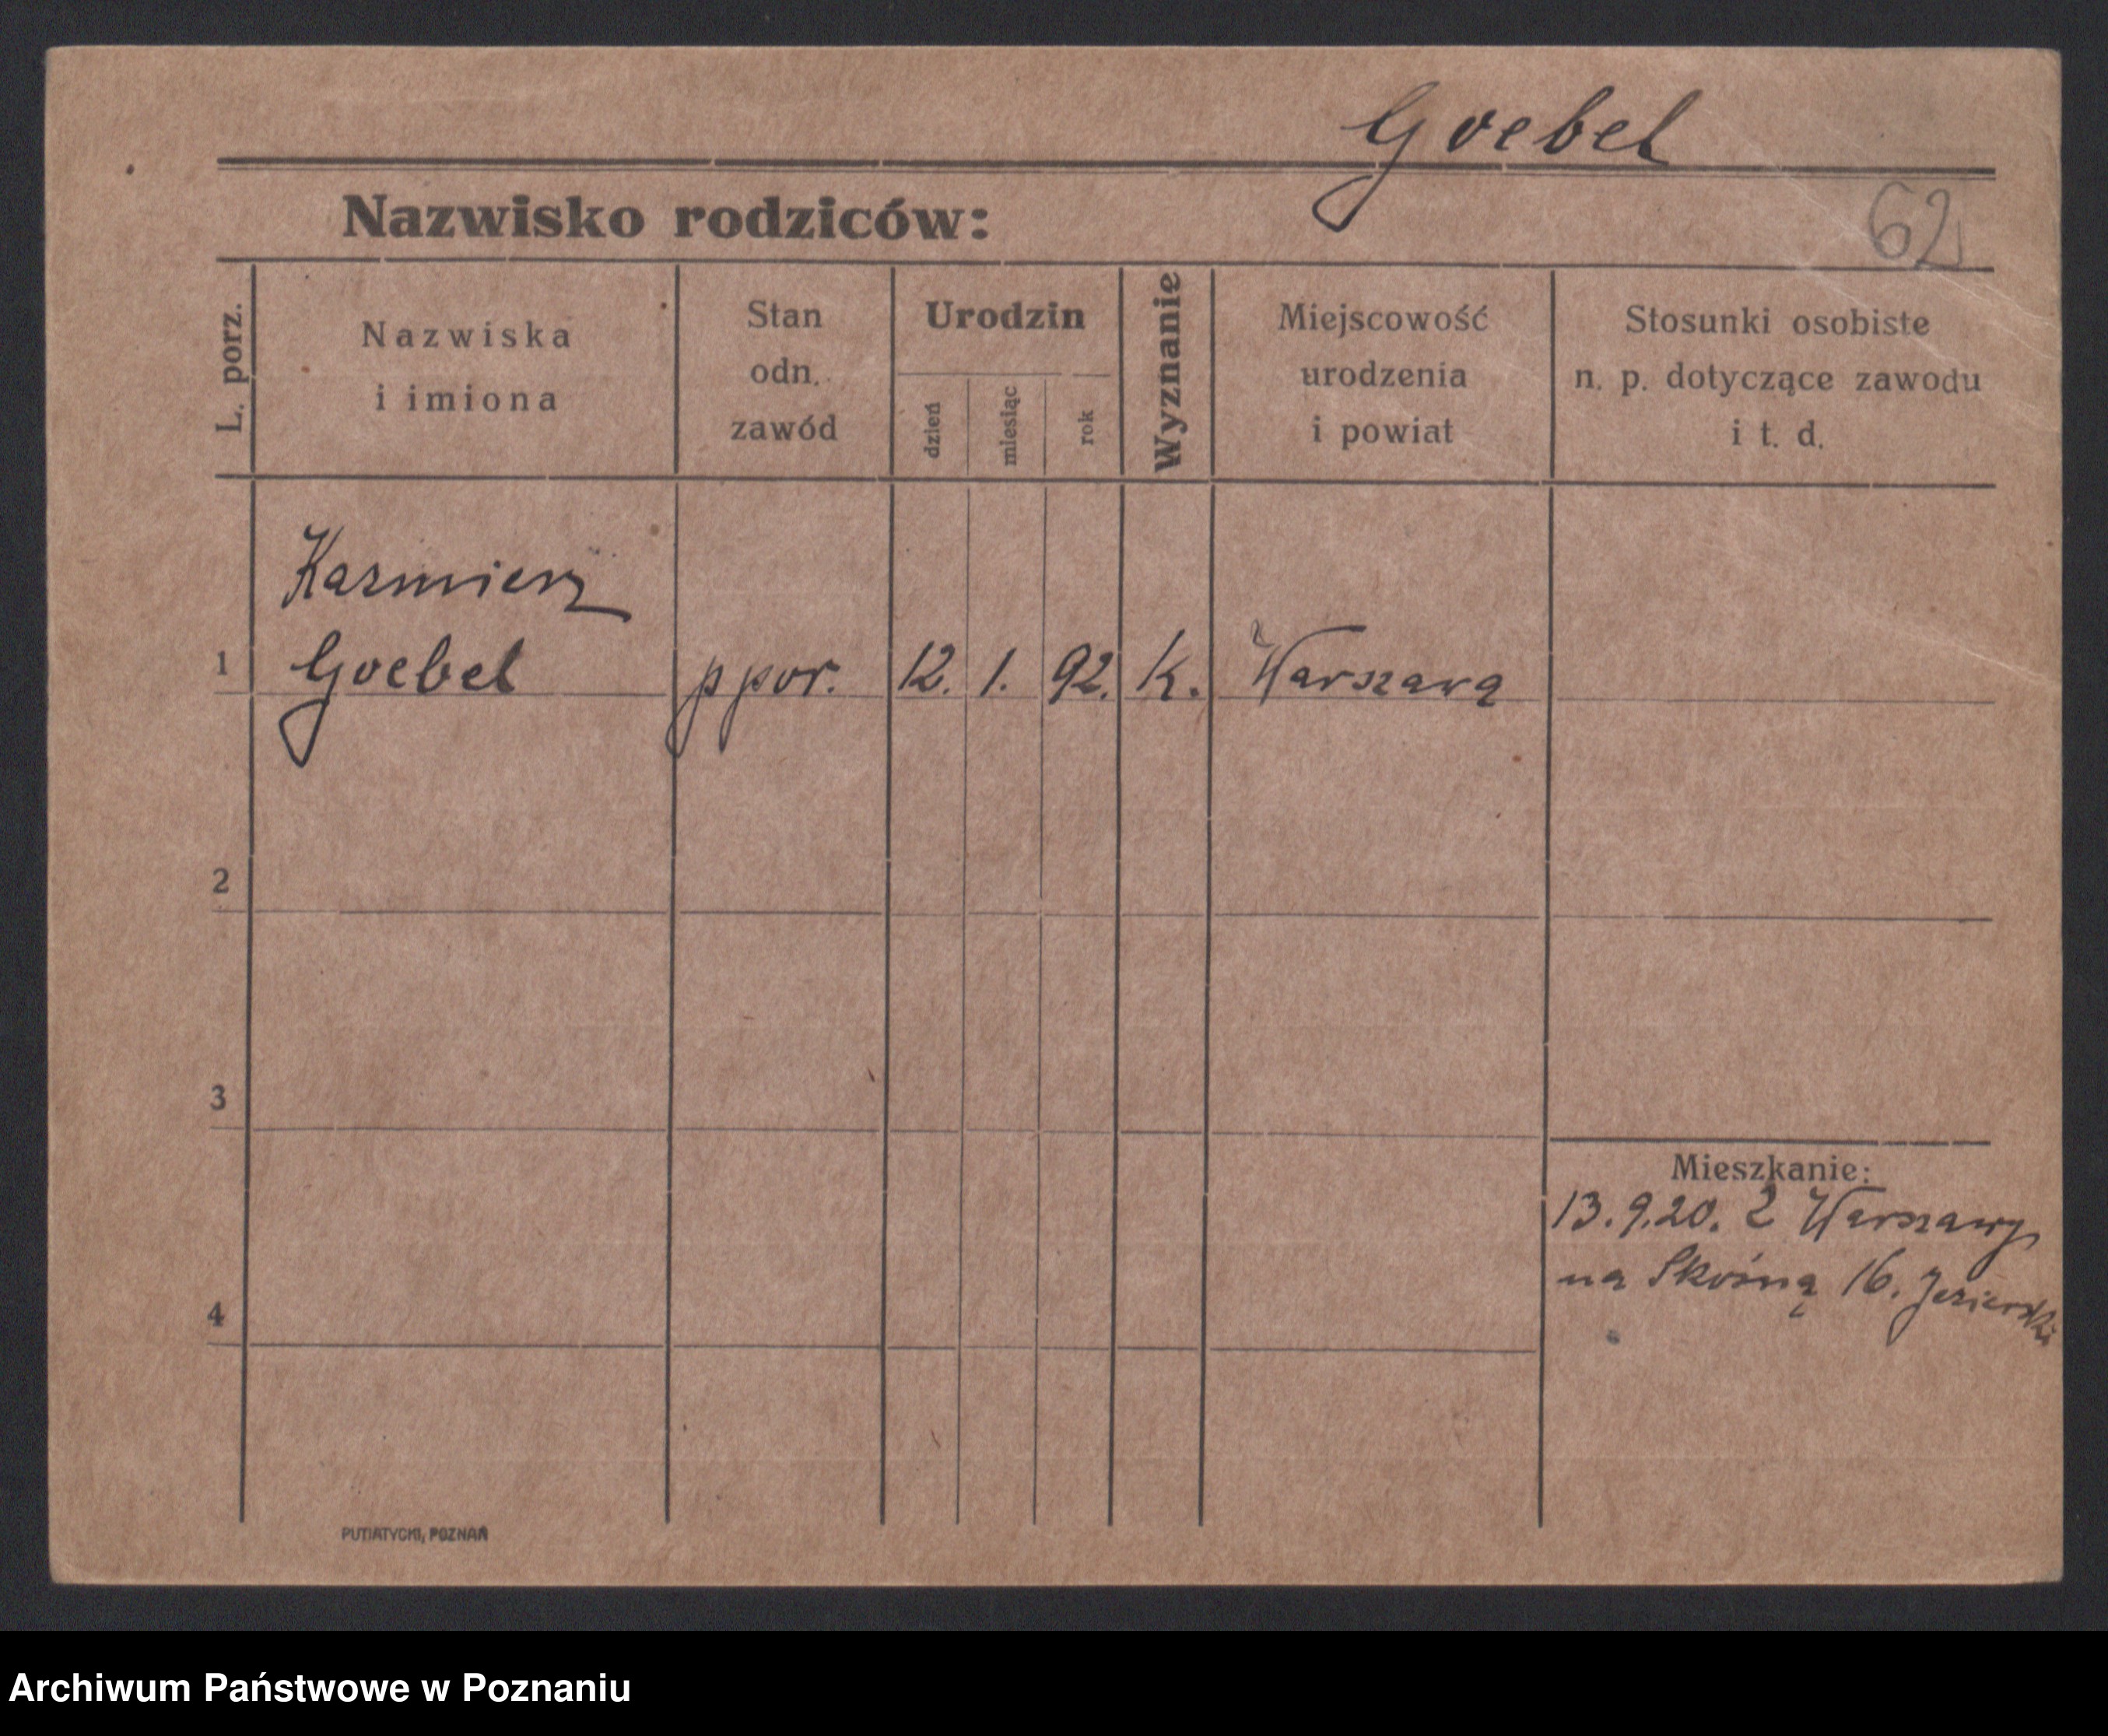 Goebel
62
Nazwisko rodziców:
L. porz.
Nazwiska
i imiona
Stan
odn.
zawód
Urodzin
dzień
miesiąc
rok
Wyznanie
Miejscowość
urodzenia
i powiat
Stosunki osobiste
n. p. dotyczące zawodu
i t. d.
Kazmierz
1 Goebel ppor. 12. 1. 92. k. Warszawa
2
3
Mieszkanie:
13.9.20. Z Warszawy
na Skośną 16. Jezierski
4
PUTIATYCKI, POZNAŃ
Archiwum Państwowe w Poznaniu